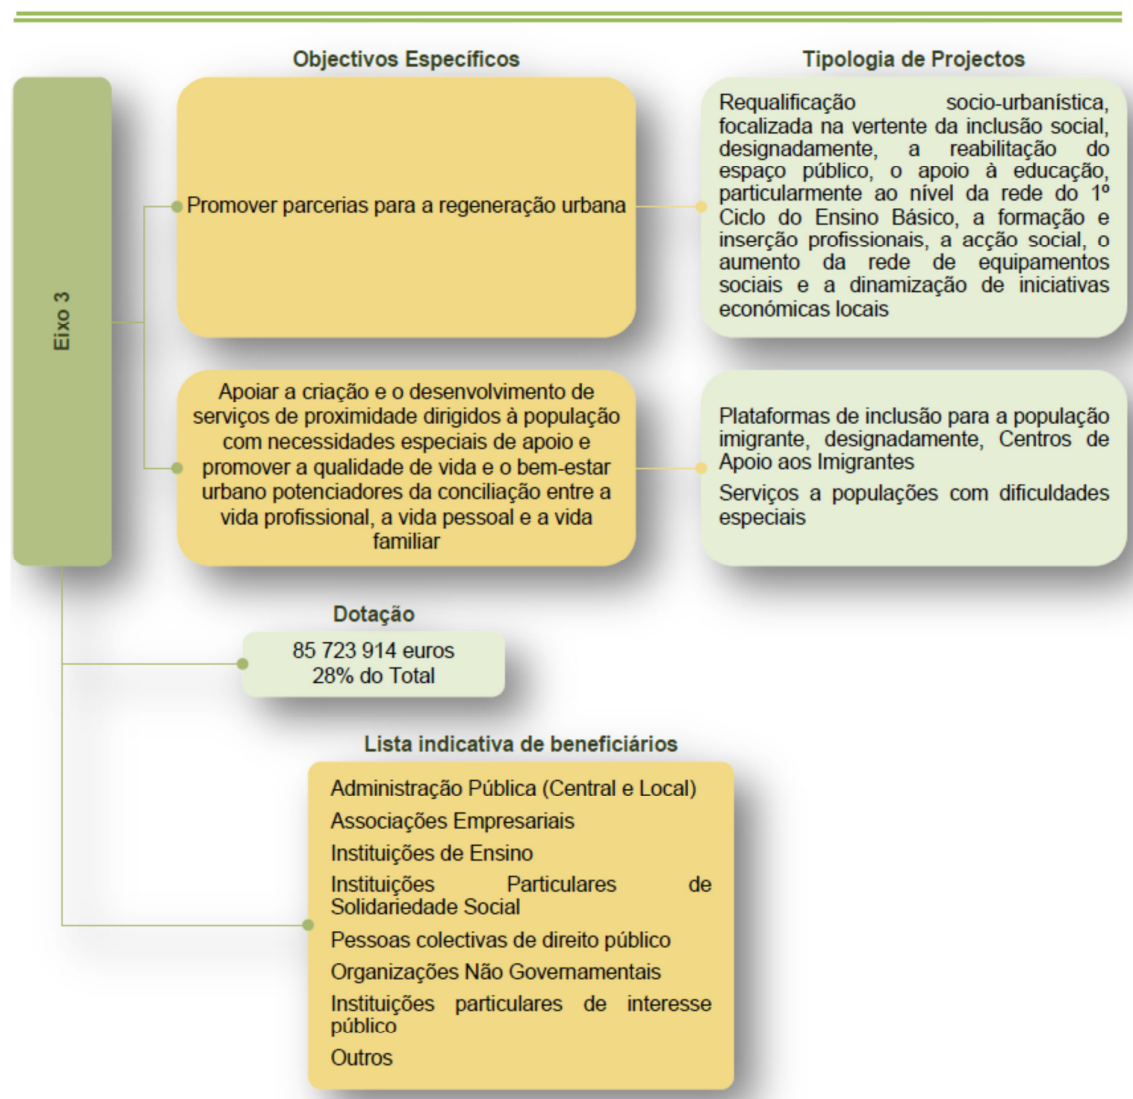 Objectivos Específicos
Tipologia de Projectos
Eixo 3
Promover parcerias para a regeneração urbana
Requalificação socio-urbanística,
focalizada na vertente da inclusão social,
designadamente, a reabilitação do
espaço público, o apoio à educação,
particularmente ao nível da rede do 1º
Ciclo do Ensino Básico, a formação e
inserção profissionais, a acção social, o
aumento da rede de equipamentos
sociais e a dinamização de iniciativas
económicas locais
Apoiar a criação e o desenvolvimento de
serviços de proximidade dirigidos à população
com necessidades especiais de apoio e
promover a qualidade de vida e o bem-estar
urbano potenciadores da conciliação entre a
vida profissional, a vida pessoal e a vida
familiar
Plataformas de inclusão para a população
imigrante, designadamente, Centros de
Apoio aos Imigrantes
Serviços a populações com dificuldades
especiais
Dotação
85 723 914 euros
28% do Total
Lista indicativa de beneficiários
Administração Pública (Central e Local)
Associações Empresariais
Instituições de Ensino
Instituições Particulares de
Solidariedade Social
Pessoas colectivas de direito público
Organizações Não Governamentais
Instituições particulares de interesse
público
Outros